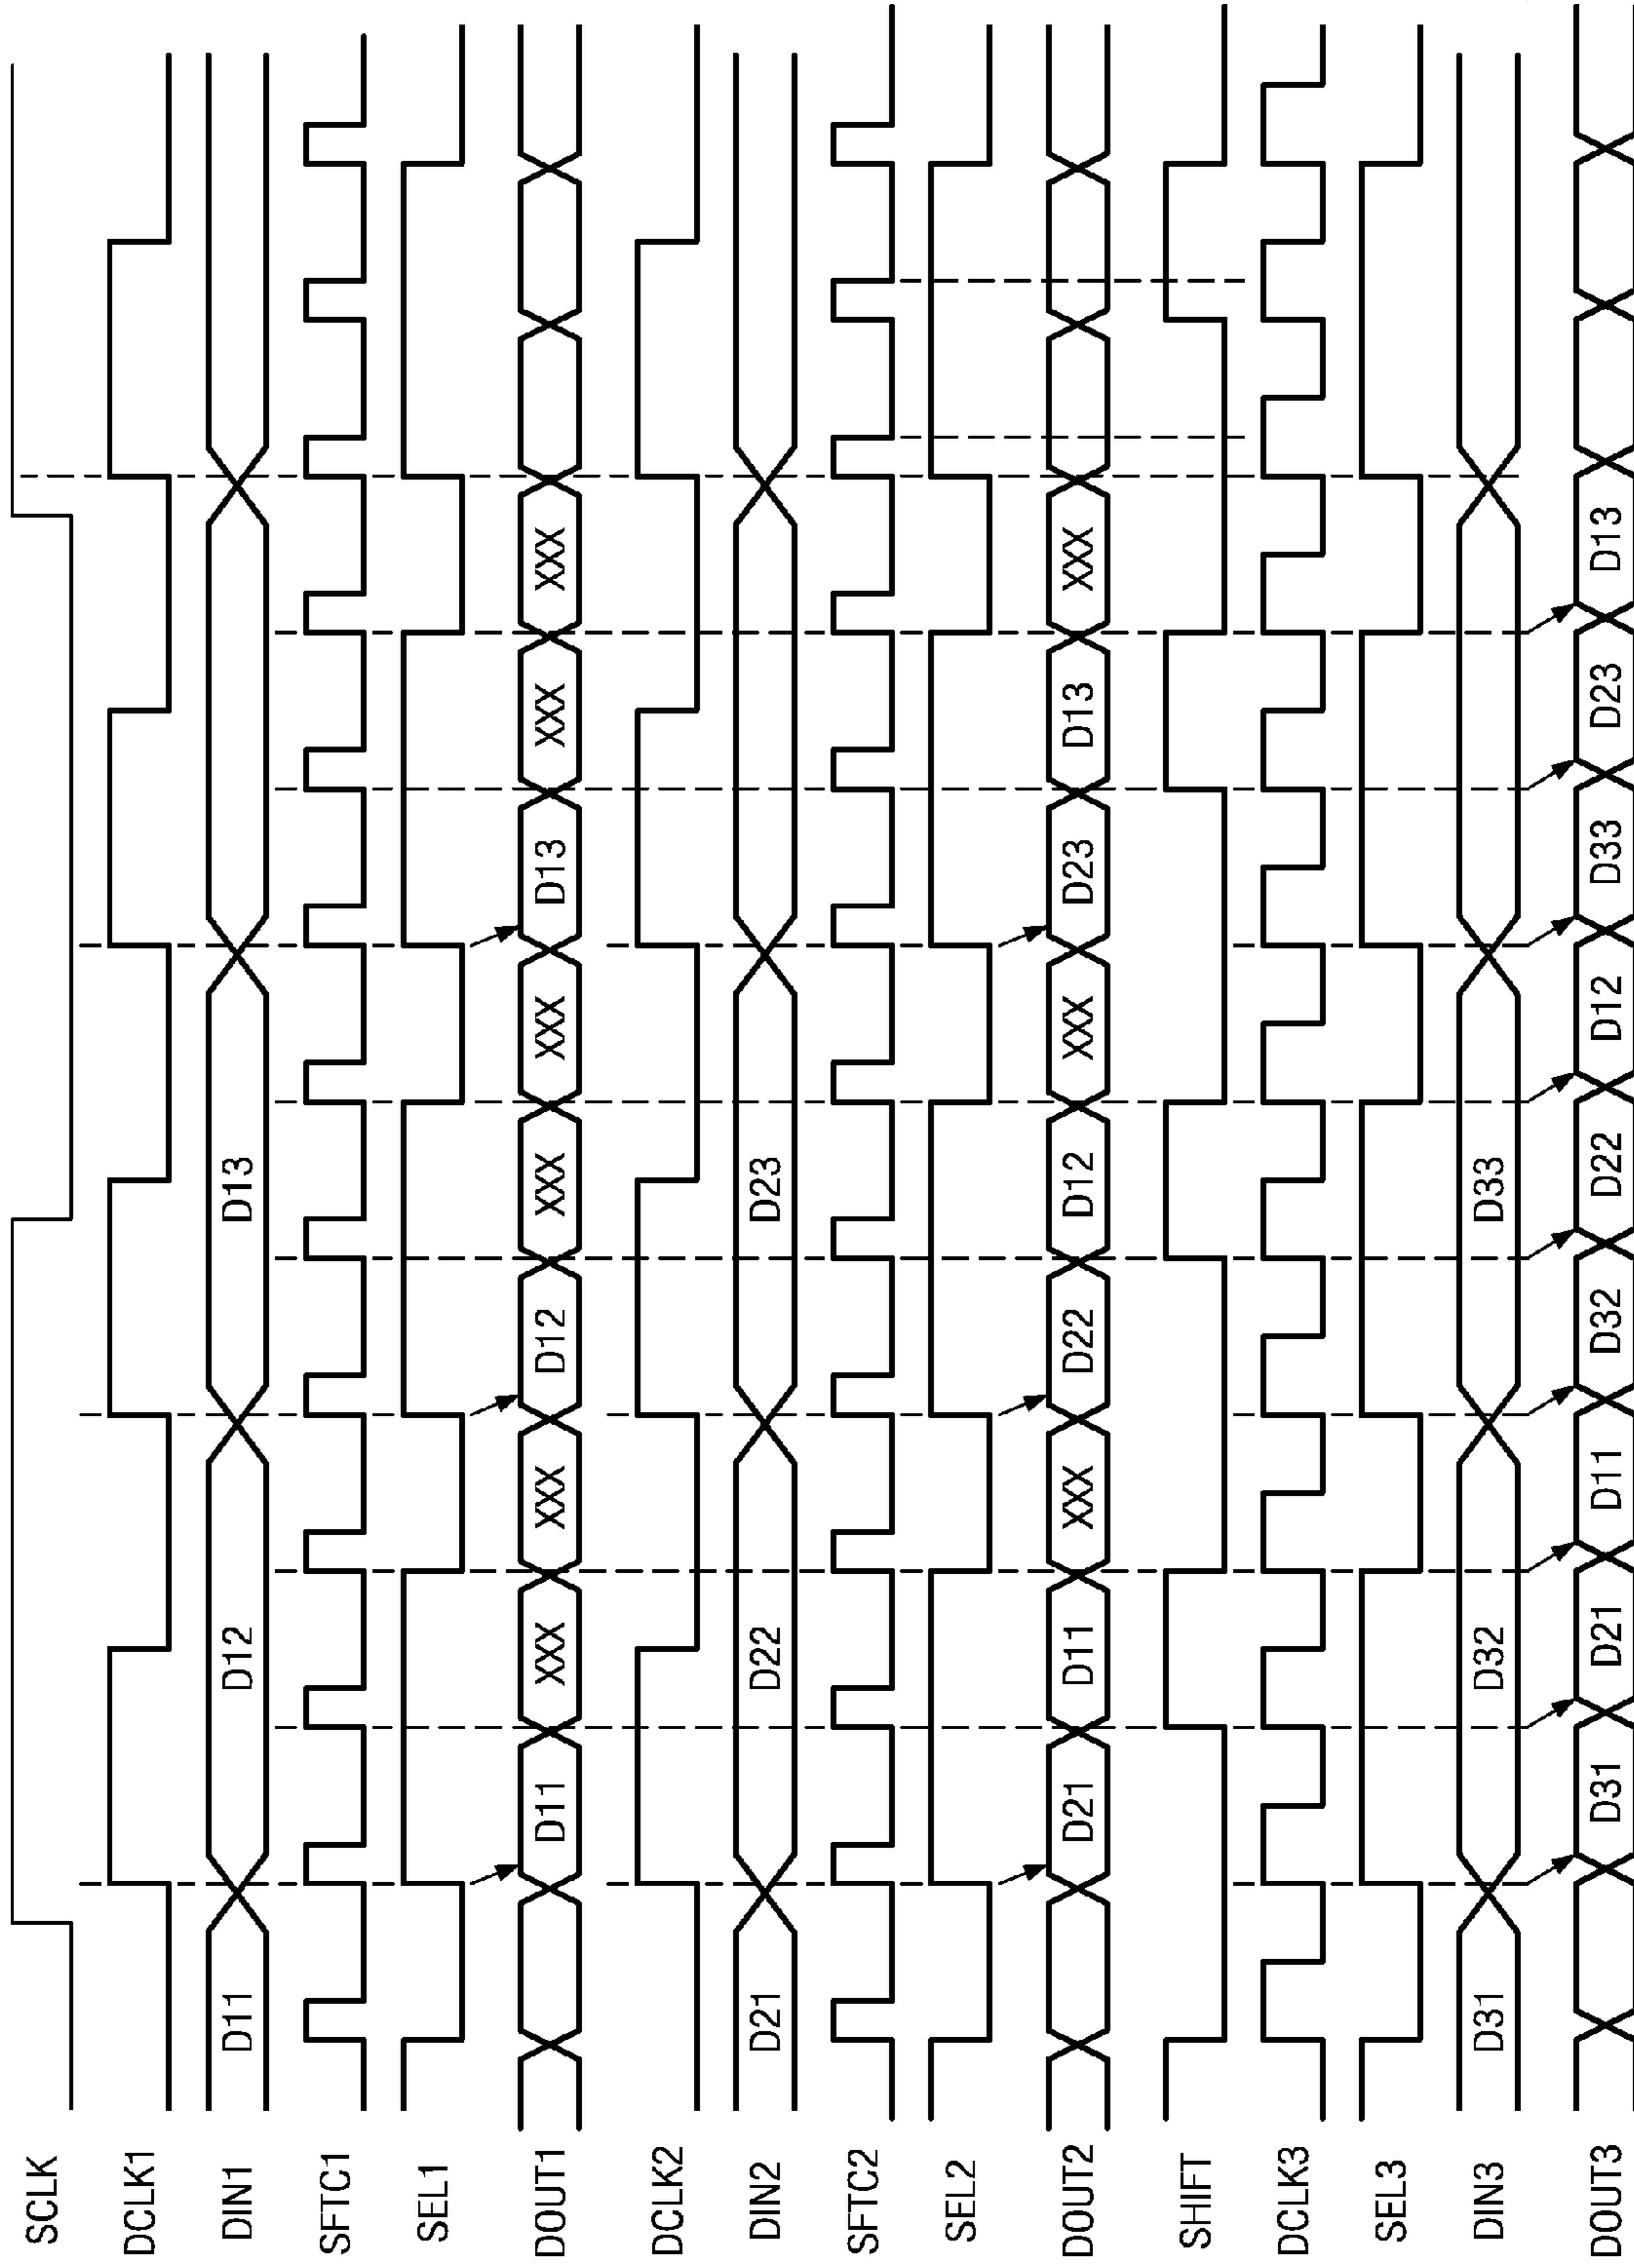 SCLK
DCLK1
DIN1 D11 D12 D13
SFTC1
SEL1
DOUT1 D11 XXX XXX D12 XXX XXX D13 XXX XXX
DCLK2
DIN2 D21 D22 D23
SFTC2
SEL2
DOUT2 D21 D11 XXX D22 D12 XXX D23 D13 XXX
SHIFT
DCLK3
SEL3
DIN3 D31 D32 D33
DOUT3 D31 D21 D11 D32 D22 D12 D33 D23 D13